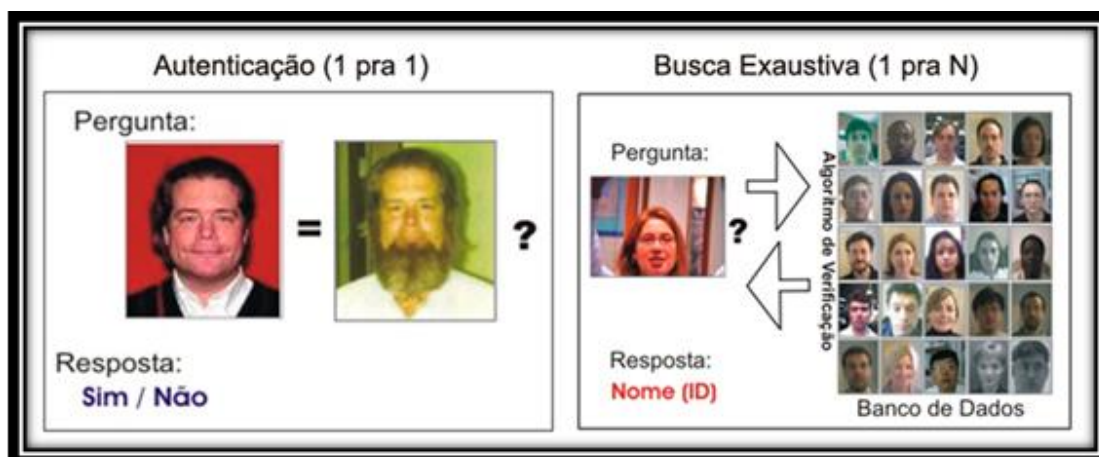 Autenticação (1 pra 1)
Pergunta:
=
?
Resposta:
Sim / Não
Busca Exaustiva (1 pra N)
Pergunta:
?
Resposta:
Nome (ID)
Algoritmo de Verificação
Banco de Dados